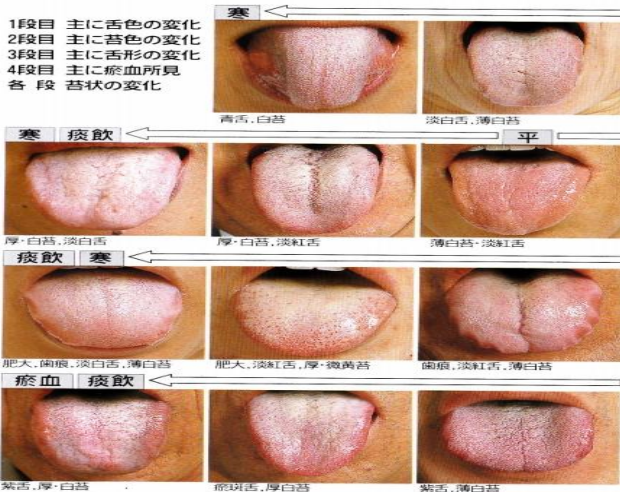 1段目 主に舌色の変化
2段目 主に苔色の変化
3段目 主に舌形の変化
4段目 主に瘀血所見
各 段 苔状の変化
寒
青舌,白苔
淡白舌,薄白苔
寒 痰飲
平
厚・白苔,淡白舌
厚・白苔,淡紅舌
薄白苔・淡紅舌
痰飲 寒
肥大,歯痕,淡白舌,薄白苔
肥大,淡紅舌,厚・微黄苔
歯痕,淡紅舌,薄白苔
瘀血 痰飲
紫舌,厚・白苔
瘀斑舌,厚白苔
紫舌,薄白苔